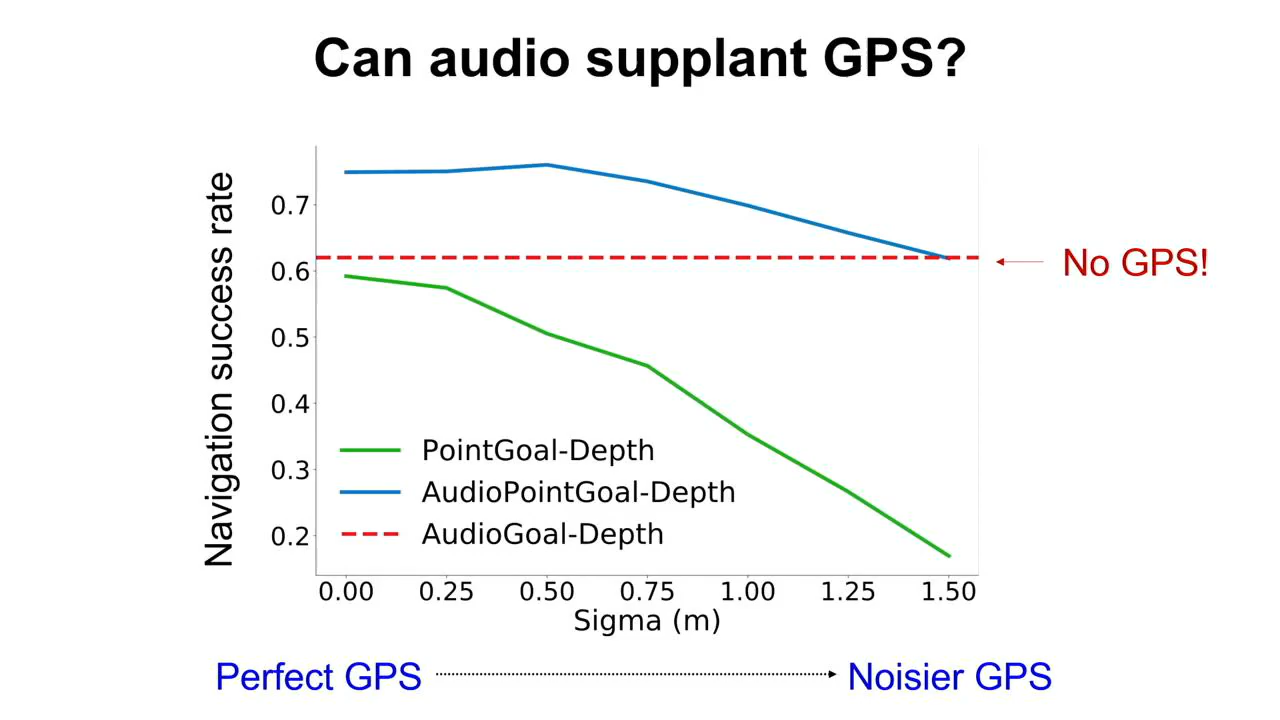 Can audio supplant GPS?
Navigation success rate
0.7
0.6
0.5
0.4
0.3
0.2
No GPS!
PointGoal-Depth
AudioPointGoal-Depth
AudioGoal-Depth
0.00 0.25 0.50 0.75 1.00 1.25 1.50
Sigma (m)
Perfect GPS
Noisier GPS